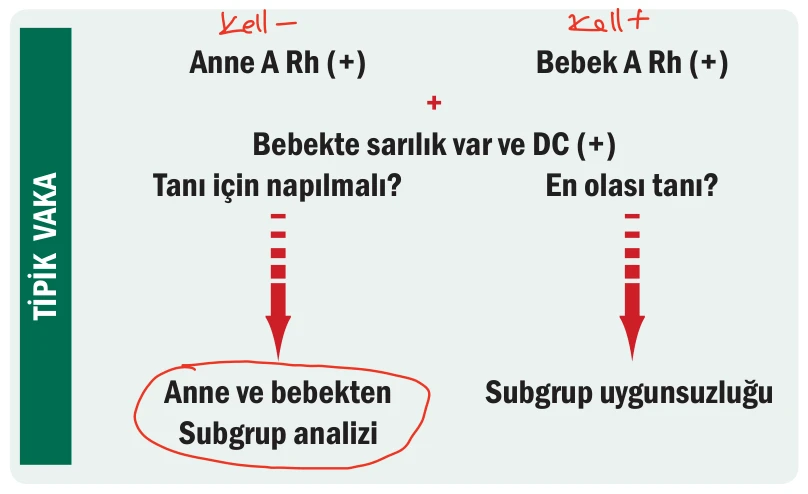 Kell -
Kell +
Anne A Rh (+)
Bebek A Rh (+)
+
Bebekte sarılık var ve DC (+)
Tanı için napılmalı?
En olası tanı?
TİPİK VAKA
Anne ve bebekten
Subgrup analizi
Subgrup uygunsuzluğu